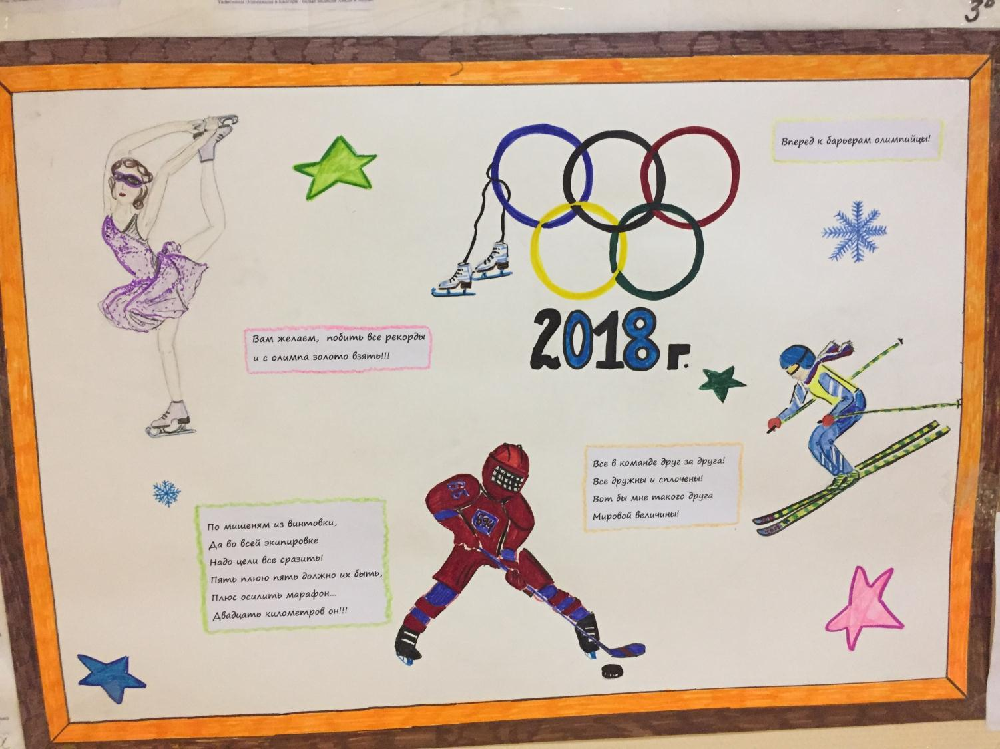 3в
Вперед к барьерам олимпийцы!
2018 г.
Вам желаем, побить все рекорды
и с олимпа золото взять!!!
Все в команде друг за друга!
Все дружны и сплочены!
Вот бы мне такого друга
Мировой величины!
65
По мишеням из винтовки,
Да во всей экипировке
Надо цели все сразить!
Пять плюю пять должно их быть,
Плюс осилить марафон...
Двадцать километров он!!!